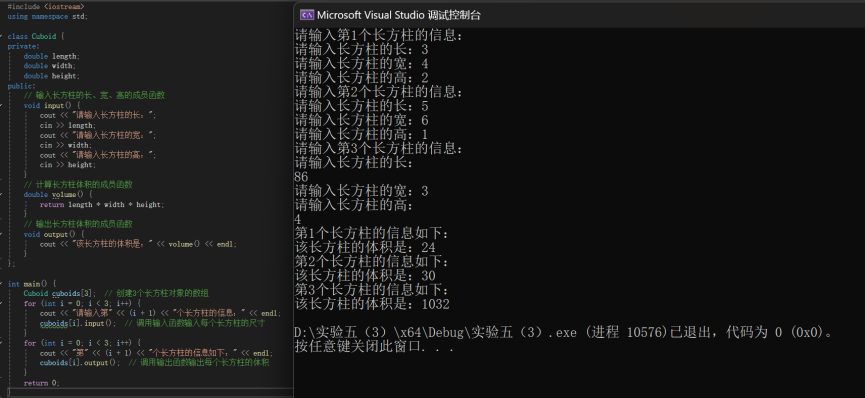 #include <iostream>
using namespace std;
class Cuboid {
private:
double length;
double width;
double height;
public:
// 输入长方柱的长、宽、高的成员函数
void input() {
cout << "请输入长方柱的长：";
cin >> length;
cout << "请输入长方柱的宽：";
cin >> width;
cout << "请输入长方柱的高：";
cin >> height;
}
// 计算长方柱体积的成员函数
double volume() {
return length * width * height;
}
// 输出长方柱体积的成员函数
void output() {
cout << "该长方柱的体积是：" << volume() << endl;
}
};
int main() {
Cuboid cuboids[3]; // 创建3个长方柱对象的数组
for (int i = 0; i < 3; i++) {
cout << "请输入第" << (i + 1) << "个长方柱的信息：" << endl;
cuboids[i].input(); // 调用输入函数输入每个长方柱的尺寸
}
for (int i = 0; i < 3; i++) {
cout << "第" << (i + 1) << "个长方柱的信息如下：" << endl;
cuboids[i].output(); // 调用输出函数输出每个长方柱的体积
}
return 0;
}
Microsoft Visual Studio 调试控制台
请输入第1个长方柱的信息：
请输入长方柱的长：3
请输入长方柱的宽：4
请输入长方柱的高：2
请输入第2个长方柱的信息：
请输入长方柱的长：5
请输入长方柱的宽：6
请输入长方柱的高：1
请输入第3个长方柱的信息：
请输入长方柱的长：
86
请输入长方柱的宽：3
请输入长方柱的高：
4
第1个长方柱的信息如下：
该长方柱的体积是：24
第2个长方柱的信息如下：
该长方柱的体积是：30
第3个长方柱的信息如下：
该长方柱的体积是：1032
D:\实验五（3）\x64\Debug\实验五（3）.exe (进程 10576)已退出，代码为 0 (0x0)。
按任意键关闭此窗口. . .